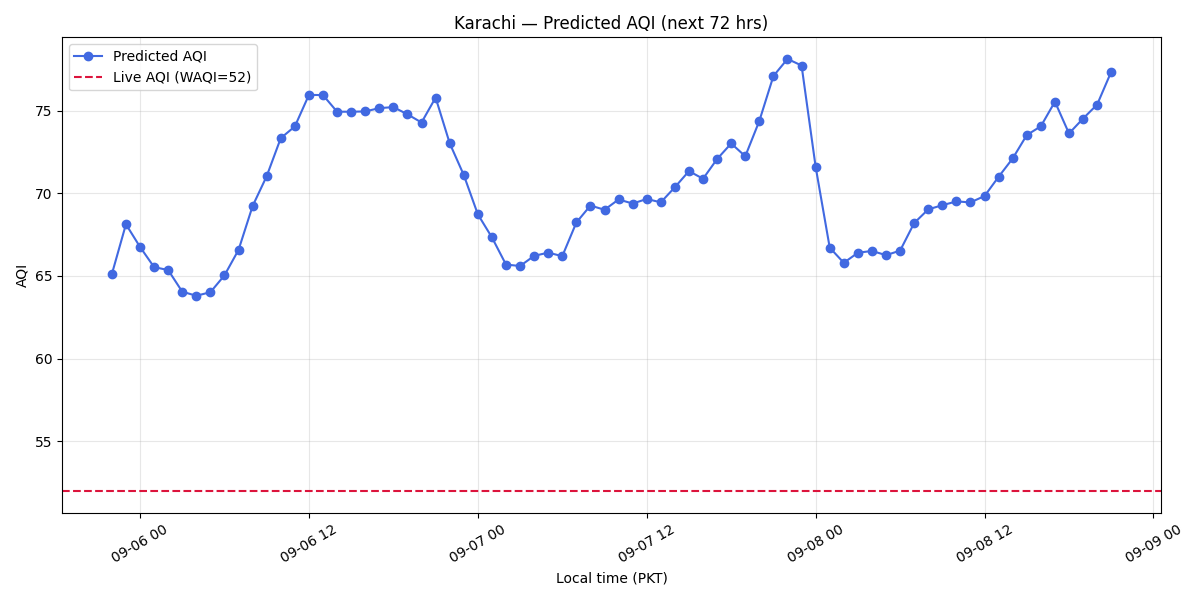 Karachi — Predicted AQI (next 72 hrs)
Predicted AQI
Live AQI (WAQI=52)
AQI
75
70
65
60
55
09-06 00
09-06 12
09-07 00
09-07 12
09-08 00
09-08 12
09-09 00
Local time (PKT)